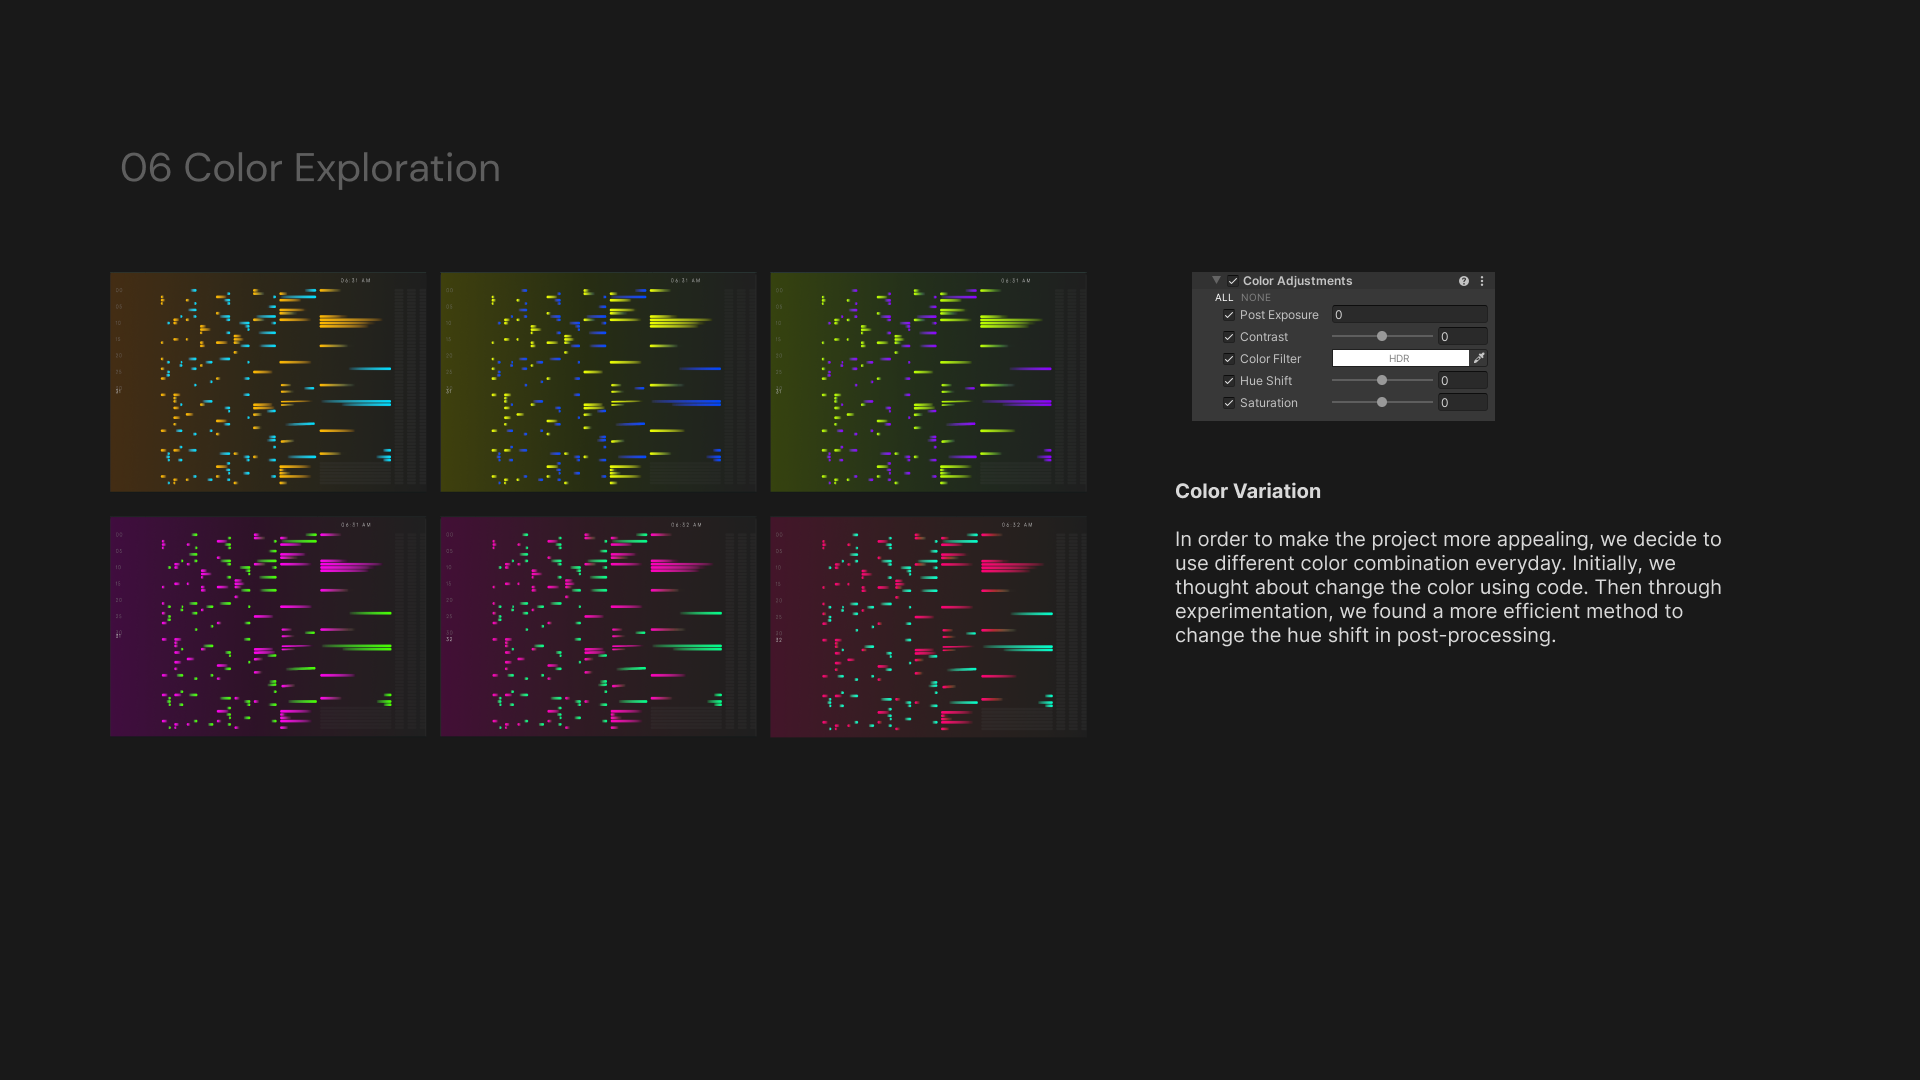 06 Color Exploration
06:31 AM
06:31 AM
06:31 AM
06:31 AM
06:32 AM
06:32 AM
Color Adjustments
ALL NONE
Post Exposure 0
Contrast 0
Color Filter HDR
Hue Shift 0
Saturation 0
Color Variation
In order to make the project more appealing, we decide to
use different color combination everyday. Initially, we
thought about change the color using code. Then through
experimentation, we found a more efficient method to
change the hue shift in post-processing.